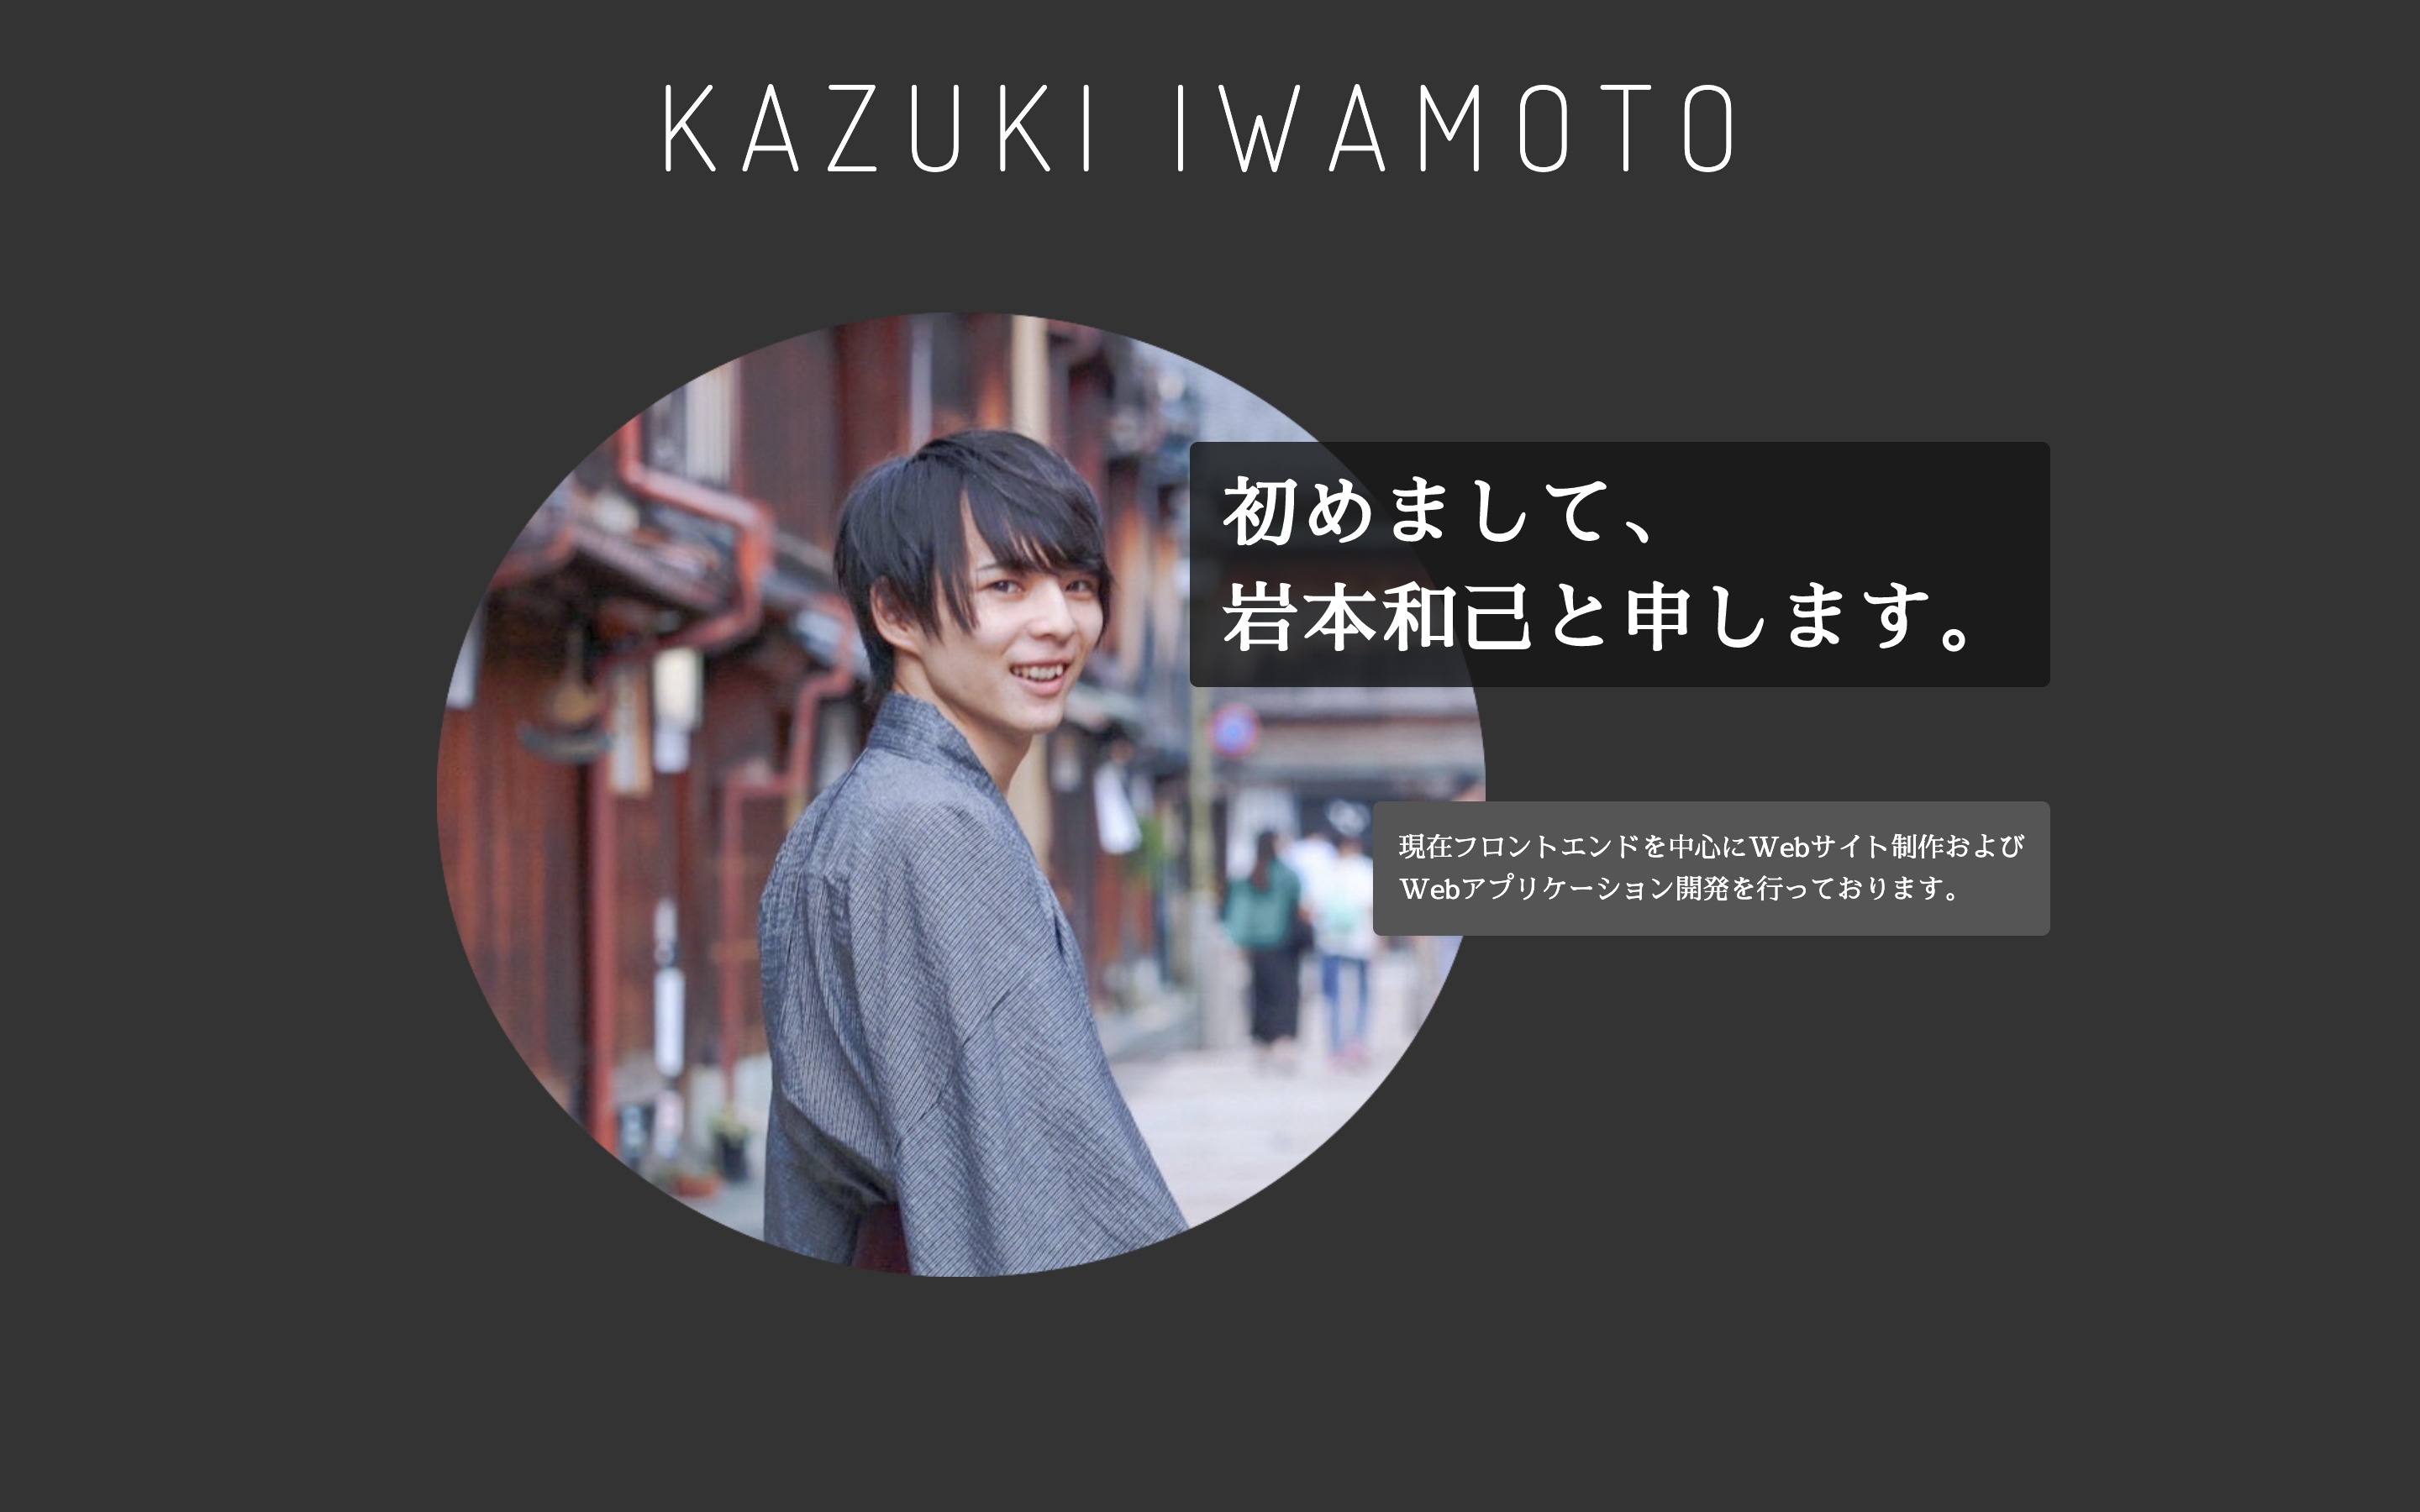 KAZUKI IWAMOTO
初めまして、
岩本和己と申します。
現在フロントエンドを中心にWebサイト制作および
Webアプリケーション開発を行っております。